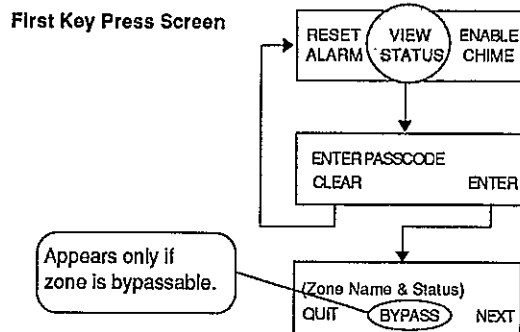 First Key Press Screen
RESET VIEW ENABLE
ALARM STATUS CHIME
ENTER PASSCODE
CLEAR ENTER
Appears only if
zone is bypassable.
(Zone Name & Status)
QUIT BYPASS NEXT